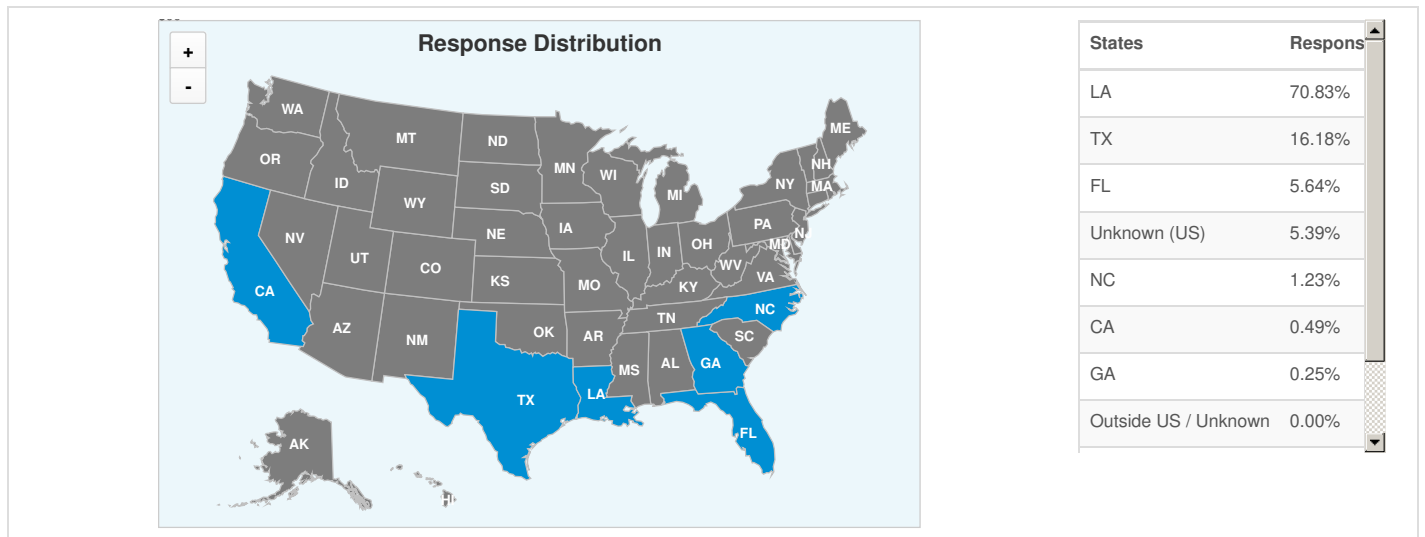 Response Distribution
+
-
WA
MT
ND
MN
ME
OR
ID
SD
WI
MI
NY
NH
MA
WY
NE
IA
PA
NV
UT
CO
KS
MO
IL
IN
OH
WV
MD
N
VA
KY
CA
AZ
NM
OK
AR
TN
NC
SC
MS
AL
GA
TX
LA
FL
AK
HI
States Respons
LA 70.83%
TX 16.18%
FL 5.64%
Unknown (US) 5.39%
NC 1.23%
CA 0.49%
GA 0.25%
Outside US / Unknown 0.00%